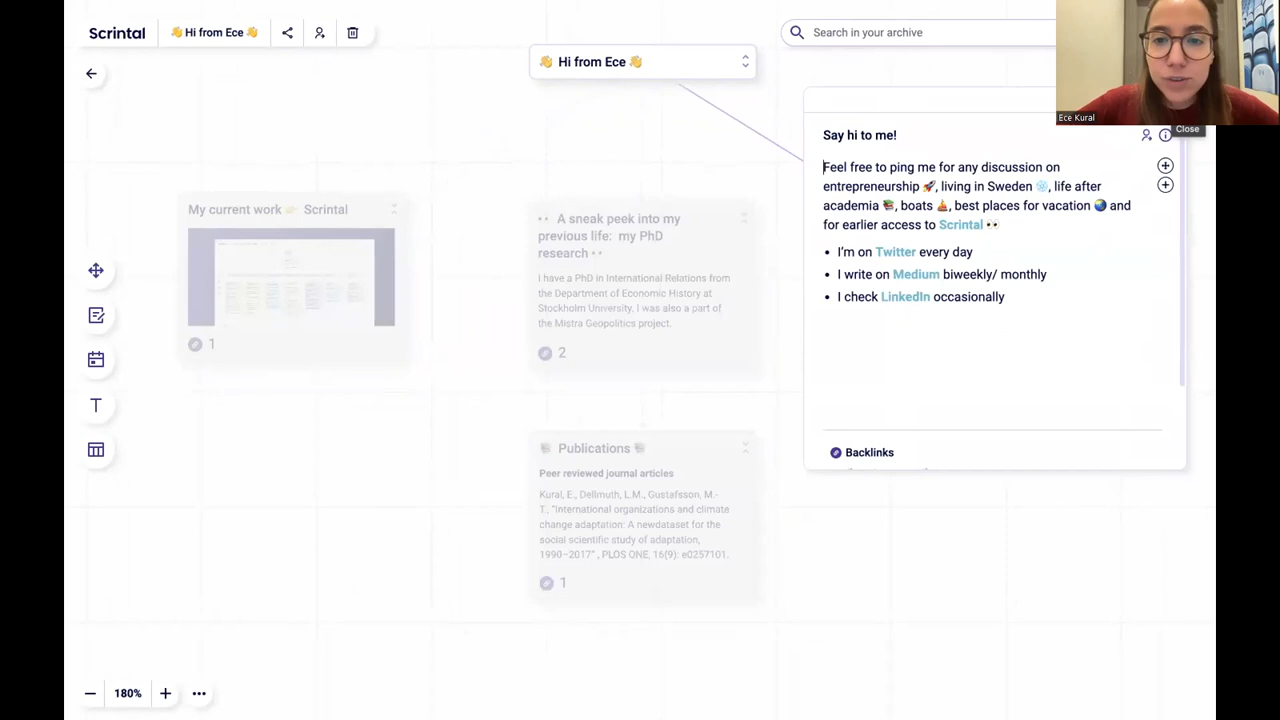 Scrintal
👋 Hi from Ece 👋
Search in your archive
👋 Hi from Ece 👋
Ece Kural
Close
Say hi to me!
Feel free to ping me for any discussion on
entrepreneurship 🚀, living in Sweden ❄️, life after
academia 📚, boats ⛵, best places for vacation 🌏 and
for earlier access to Scrintal 👀
• I'm on Twitter every day
• I write on Medium biweekly/ monthly
• I check LinkedIn occasionally
Backlinks
My current work 👉 Scrintal
1
👀 A sneak peek into my
previous life: my PhD
research 👀
I have a PhD in International Relations from
the Department of Economic History at
Stockholm University. I was also a part of
the Mistra Geopolitics project.
2
📚 Publications 📚
Peer reviewed journal articles
Kural, E., Dellmuth, L.M., Gustafsson, M.-
T., "International organizations and climate
change adaptation: A newdataset for the
social scientific study of adaptation,
1990–2017" , PLOS ONE, 16(9): e0257101.
1
T
180%